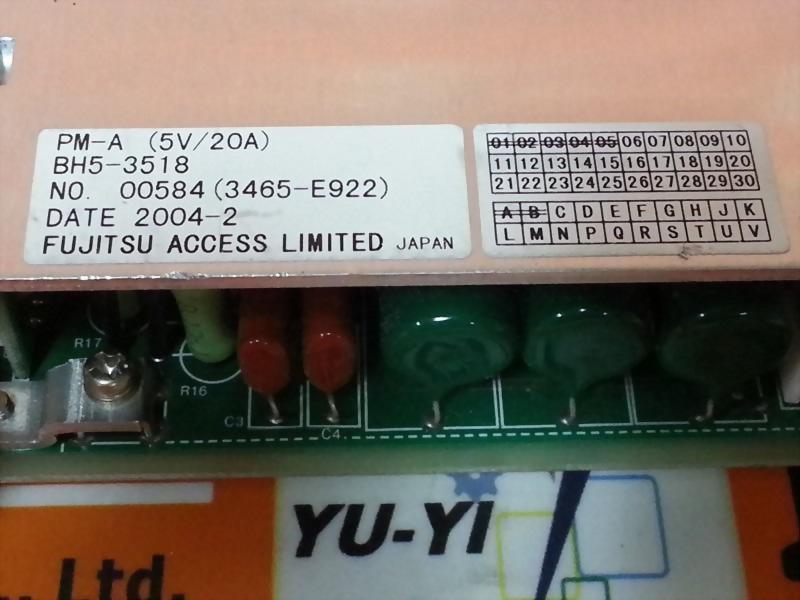 PM-A (5V/20A)
BH5-3518
NO. 00584 (3465-E922)
DATE 2004-2
FUJITSU ACCESS LIMITED JAPAN
01 02 03 04 05 06 07 08 09 10
11 12 13 14 15 16 17 18 19 20
21 22 23 24 25 26 27 28 29 30
A B C D E F G H J K
L M N P Q R S T U V
R17
R16
C3
C4
YU-YI
., Ltd.